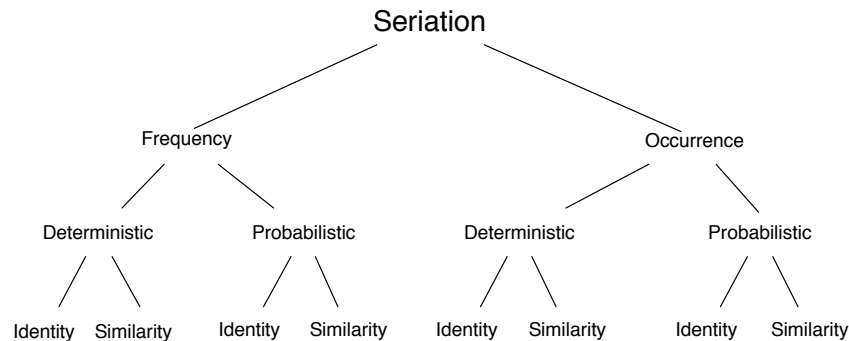 Seriation
Frequency Occurrence
Deterministic Probabilistic Deterministic Probabilistic
Identity Similarity Identity Similarity Identity Similarity Identity Similarity